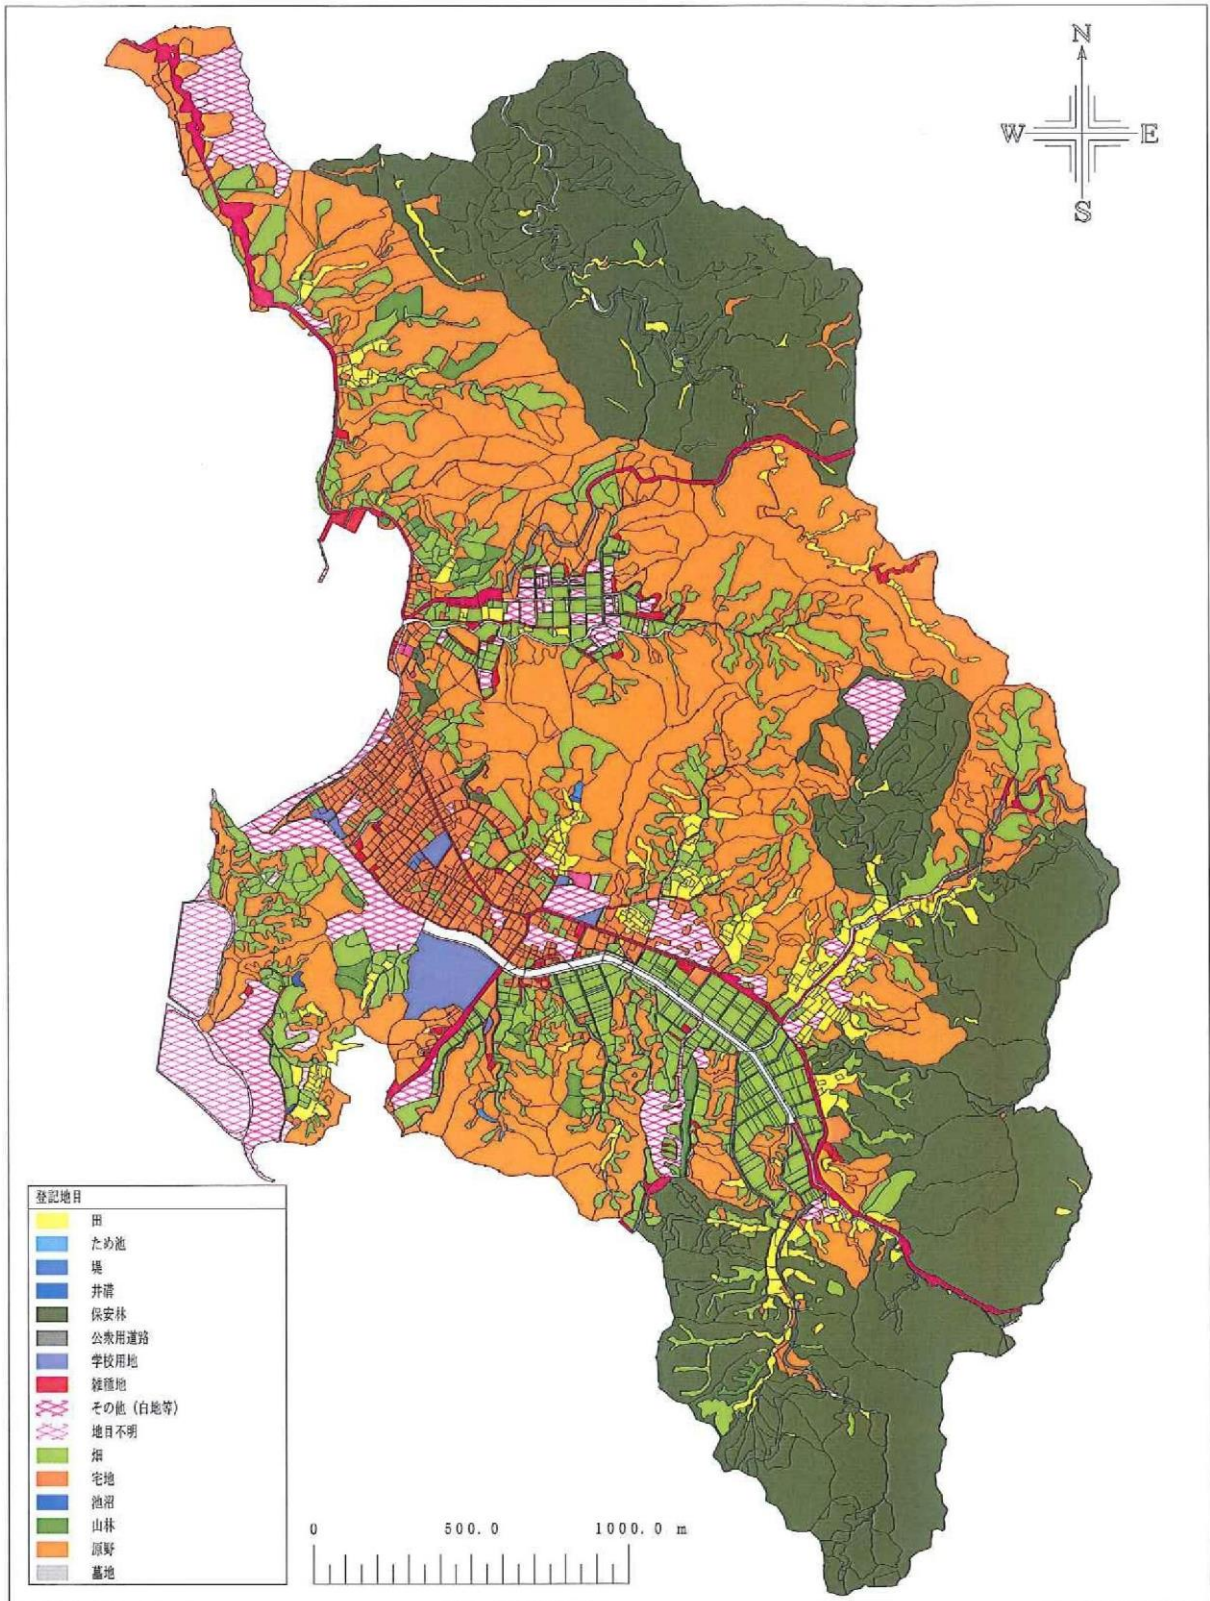 N
W E
S
登記地目
田
ため池
堤
井溝
保安林
公衆用道路
学校用地
雑種地
その他（白地等）
地目不明
畑
宅地
池沼
山林
原野
墓地
0 500.0 1000.0 m